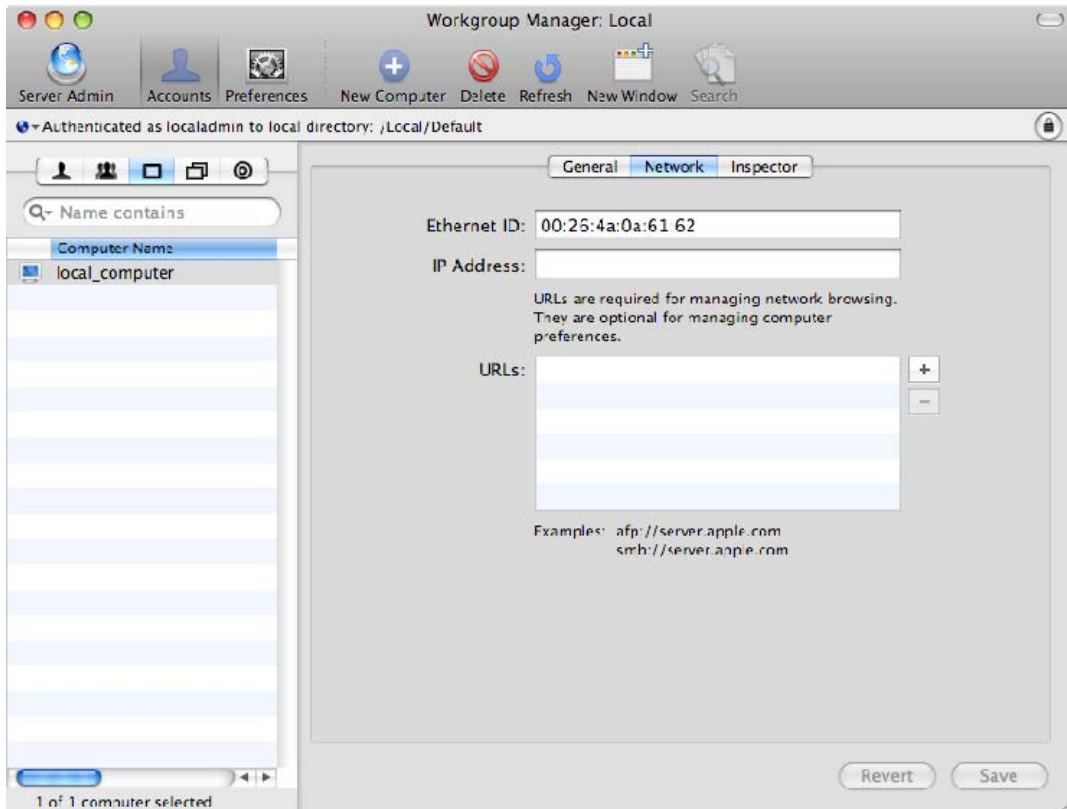 Workgroup Manager: Local
Server Admin Accounts Preferences New Computer Delete Refresh New Window Search
Authenticated as localadmin to local directory: /Local/Default
General Network Inspector
Name contains
Computer Name
local_computer
Ethernet ID: 00:26:4a:0a:61:62
IP Address:
URLs are required for managing network browsing.
They are optional for managing computer
preferences.
URLs:
Examples: afp://server.apple.com
smb://server.apple.com
Revert Save
1 of 1 computer selected